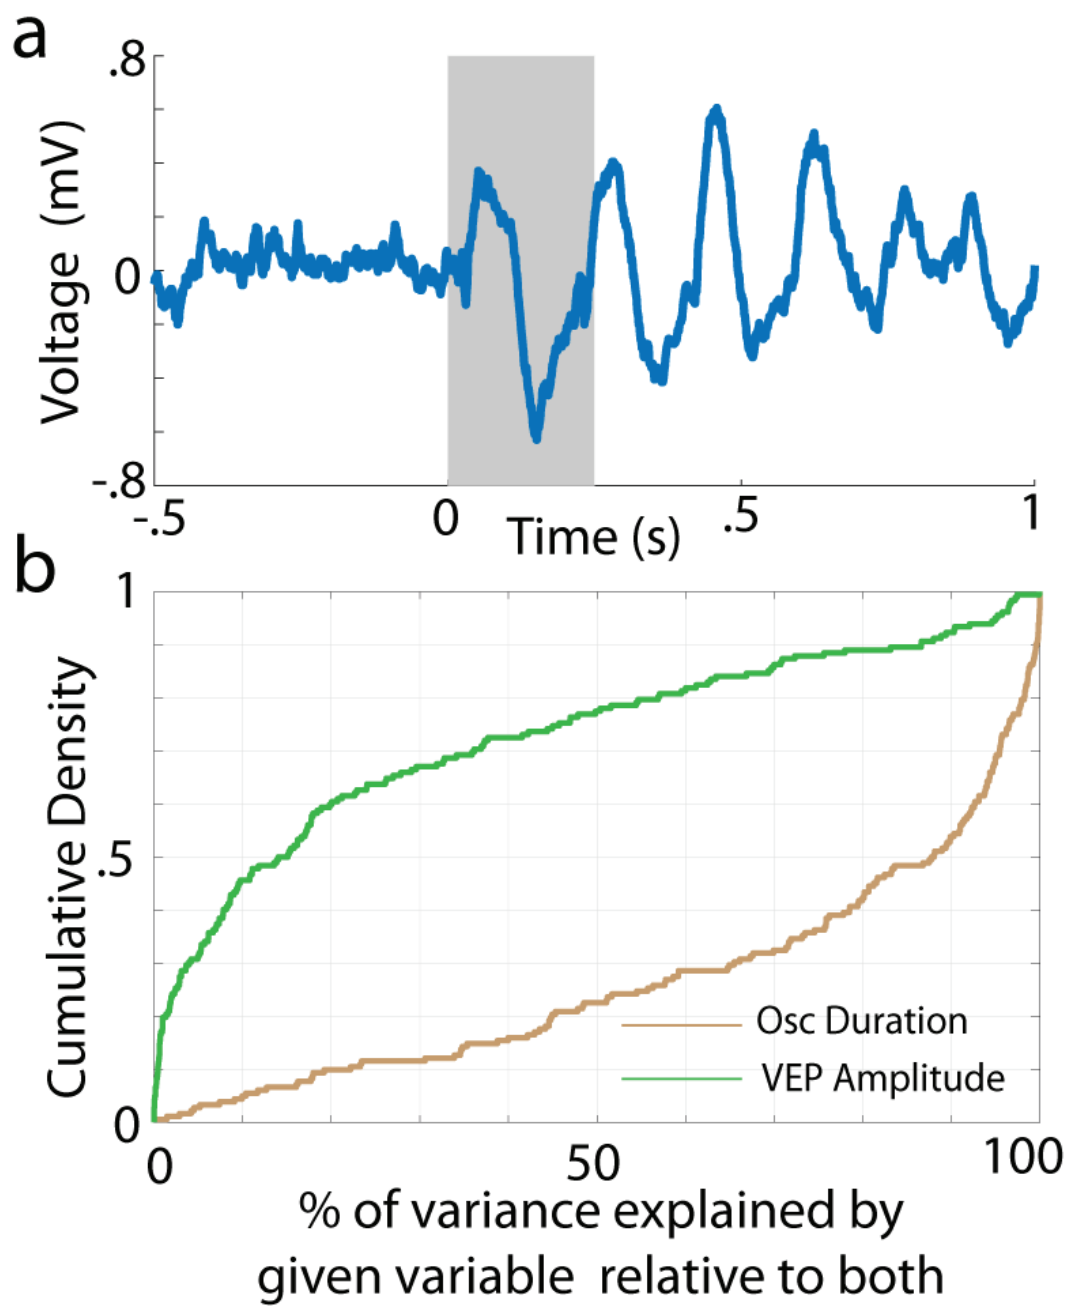 a
.8
0
-.8
Voltage (mV)
-.5
0
.5
1
Time (s)
b
1
.5
0
Cumulative Density
Osc Duration
VEP Amplitude
0
50
100
% of variance explained by
given variable relative to both